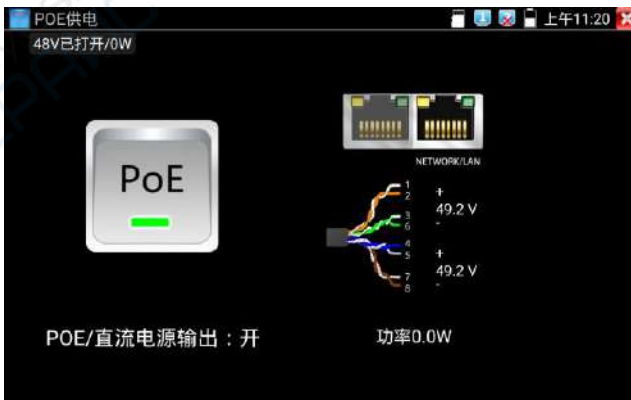 POE供电
上午11:20
48V已打开/0W
PoE
NETWORK/LAN
1
2
+
49.2 V
3
6
-
4
5
+
49.2 V
7
8
-
POE/直流电源输出：开
功率0.0W